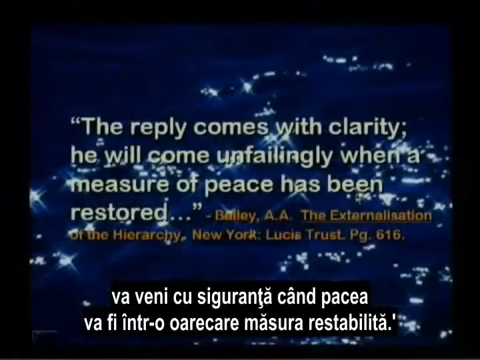 “The reply comes with clarity;
he will come unfailingly when a
measure of peace has been
restored...” - Bailey, A.A. The Externalisation
of the Hierarchy, New York: Lucis Trust. Pg. 616.
va veni cu siguranţă când pacea
va fi într-o oarecare măsura restabilită.'